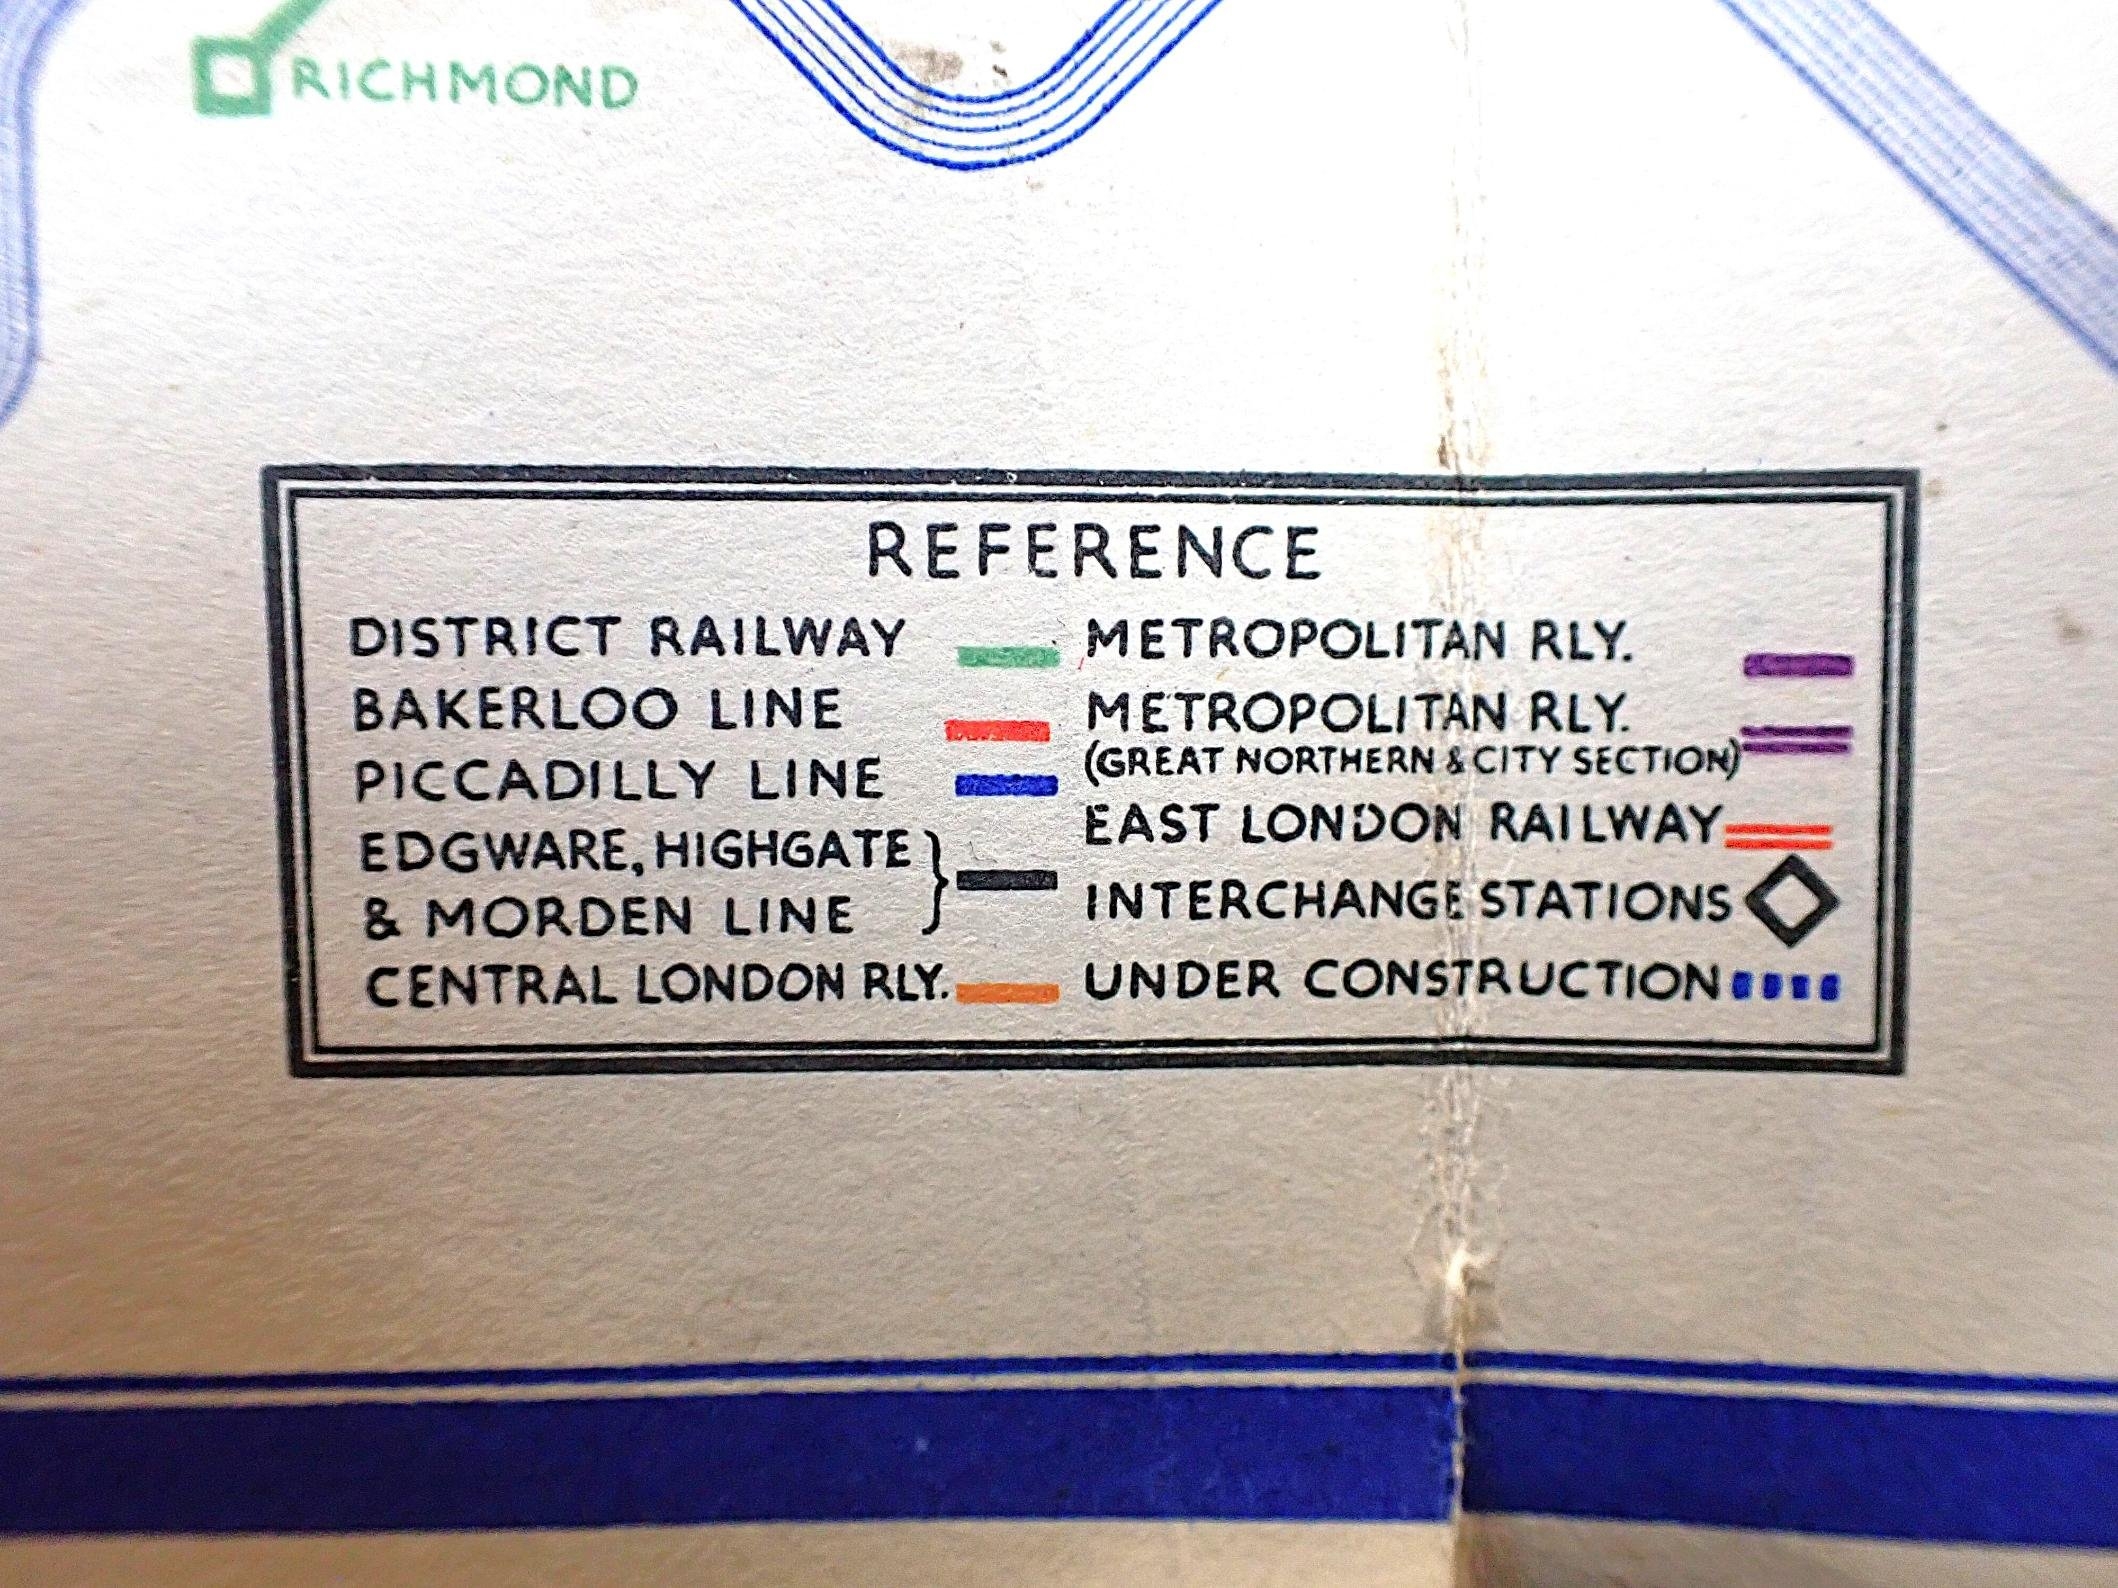 RICHMOND
REFERENCE
DISTRICT RAILWAY
BAKERLOO LINE
PICCADILLY LINE
EDGWARE, HIGHGATE
& MORDEN LINE
CENTRAL LONDON RLY.
METROPOLITAN RLY.
METROPOLITAN RLY.
(GREAT NORTHERN & CITY SECTION)
EAST LONDON RAILWAY
INTERCHANGE STATIONS
UNDER CONSTRUCTION